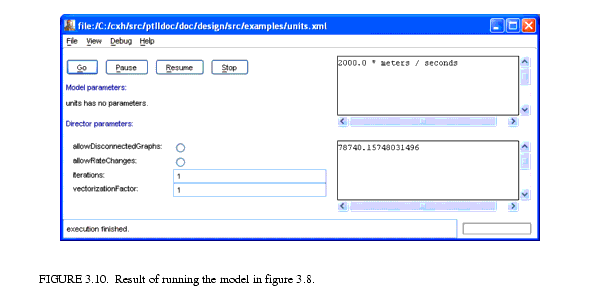 file:/C:/cxh/src/ptIIdoc/doc/design/src/examples/units.xml
File View Debug Help
Go Pause Resume Stop
Model parameters:
units has no parameters.
Director parameters:
allowDisconnectedGraphs:
allowRateChanges:
iterations: 1
vectorizationFactor: 1
2000.0 * meters / seconds
78740.15748031496
execution finished.
FIGURE 3.10. Result of running the model in figure 3.8.